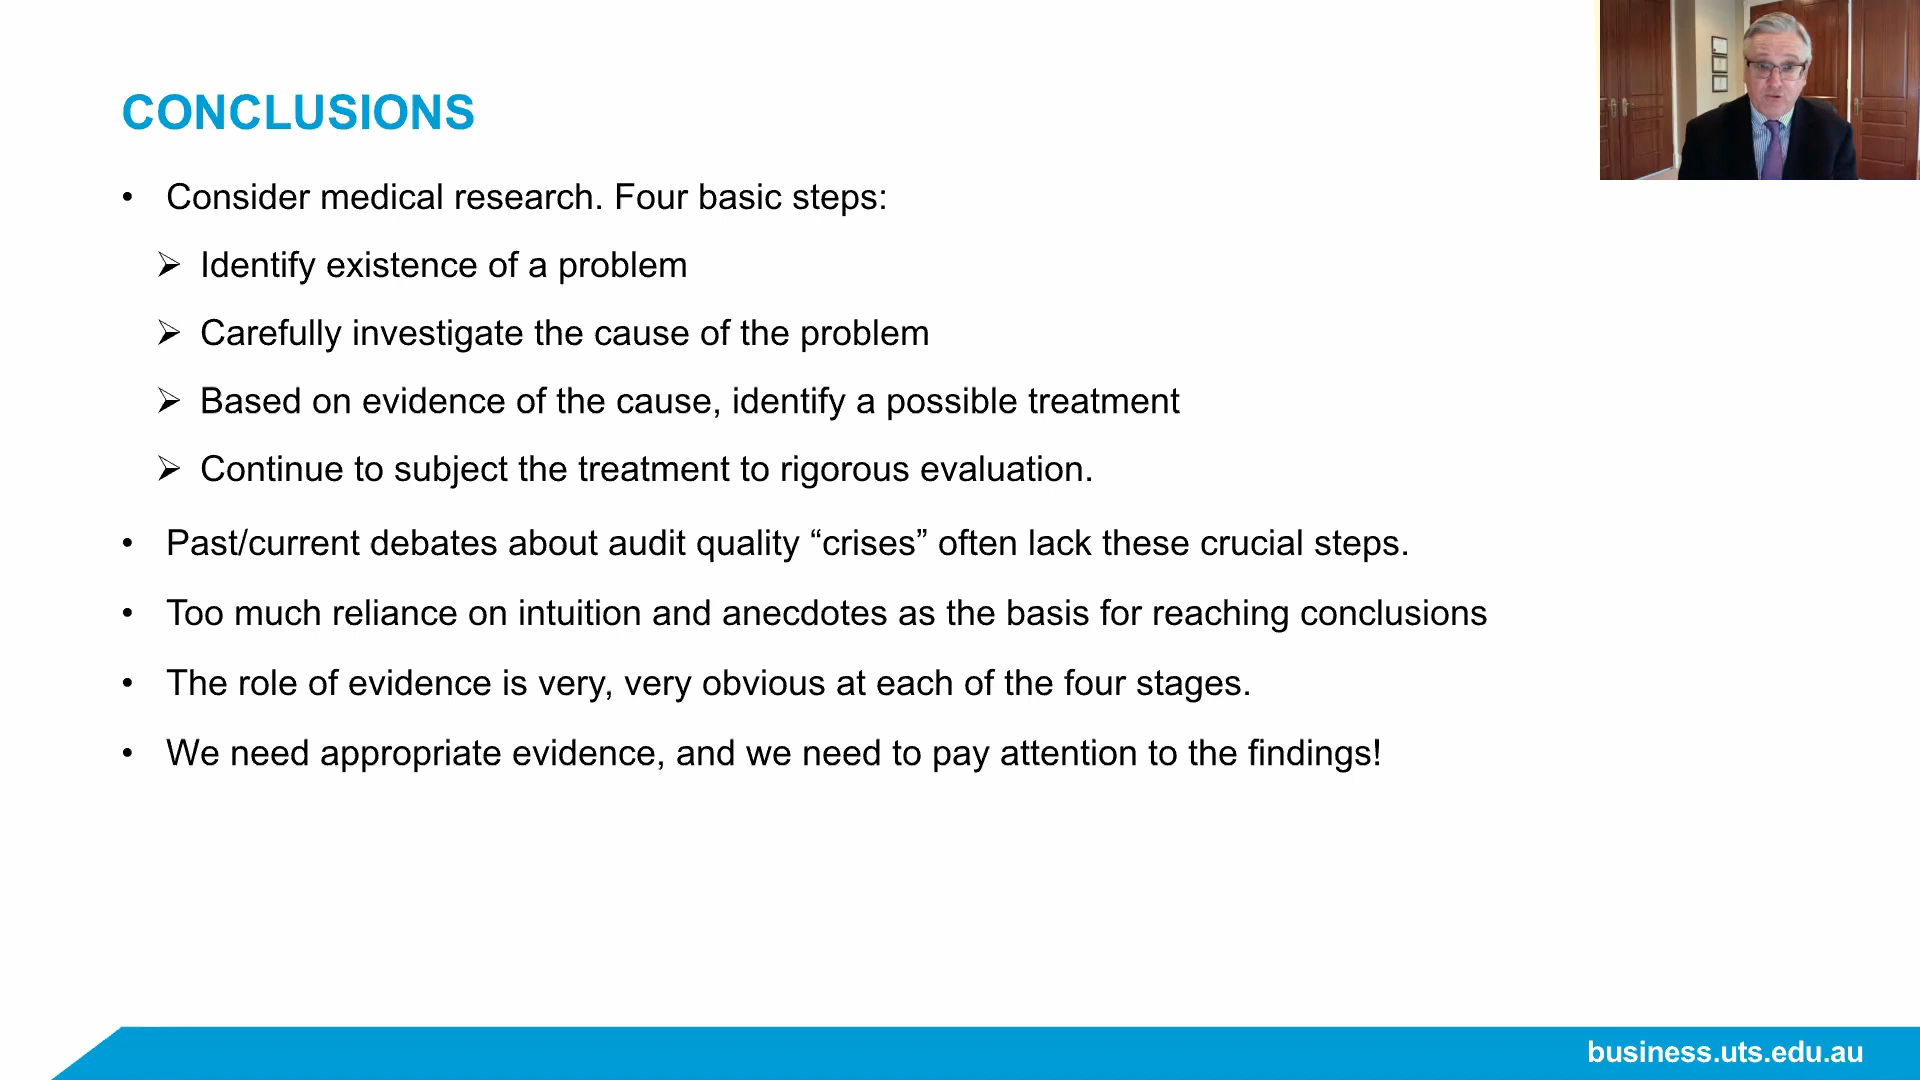 CONCLUSIONS
• Consider medical research. Four basic steps:
➢ Identify existence of a problem
➢ Carefully investigate the cause of the problem
➢ Based on evidence of the cause, identify a possible treatment
➢ Continue to subject the treatment to rigorous evaluation.
• Past/current debates about audit quality “crises” often lack these crucial steps.
• Too much reliance on intuition and anecdotes as the basis for reaching conclusions
• The role of evidence is very, very obvious at each of the four stages.
• We need appropriate evidence, and we need to pay attention to the findings!
business.uts.edu.au